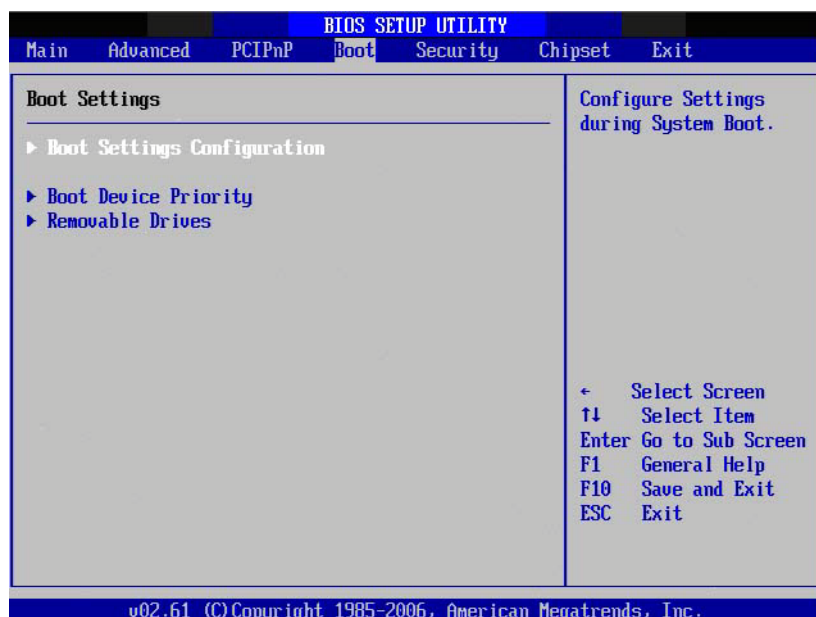 BIOS SETUP UTILITY
Main Advanced PCIPnP Boot Security Chipset Exit
Boot Settings
▶ Boot Settings Configuration
▶ Boot Device Priority
▶ Removable Drives
Configure Settings
during System Boot.
← Select Screen
↑↓ Select Item
Enter Go to Sub Screen
F1 General Help
F10 Save and Exit
ESC Exit
v02.61 (C)Copyright 1985-2006, American Megatrends, Inc.